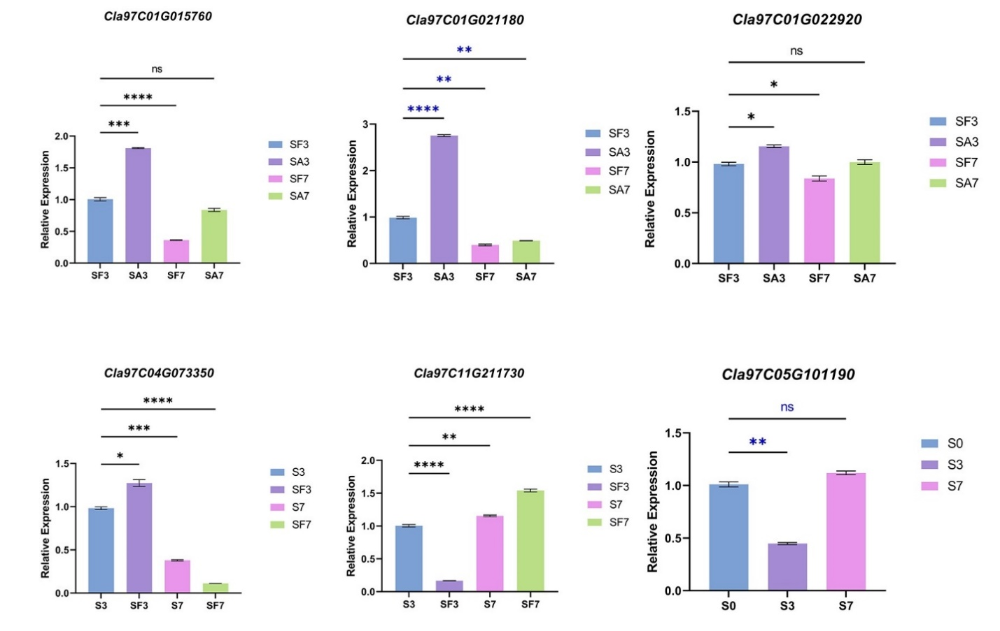 Cla97C01G015760
ns
****
***
2.0
1.5
1.0
0.5
0.0
Relative Expression
SF3
SA3
SF7
SA7
SF3
SA3
SF7
SA7
Cla97C01G021180
**
**
****
3
2
1
0
Relative Expression
SF3
SA3
SF7
SA7
SF3
SA3
SF7
SA7
Cla97C01G022920
ns
*
*
1.5
1.0
0.5
0.0
Relative Expression
SF3
SA3
SF7
SA7
SF3
SA3
SF7
SA7
Cla97C04G073350
****
***
*
1.5
1.0
0.5
0.0
Relative Expression
S3
SF3
S7
SF7
S3
SF3
S7
SF7
Cla97C11G211730
****
**
****
2.0
1.5
1.0
0.5
0.0
Relative Expression
S3
SF3
S7
SF7
S3
SF3
S7
SF7
Cla97C05G101190
ns
**
1.5
1.0
0.5
0.0
Relative Expression
S0
S3
S7
S0
S3
S7